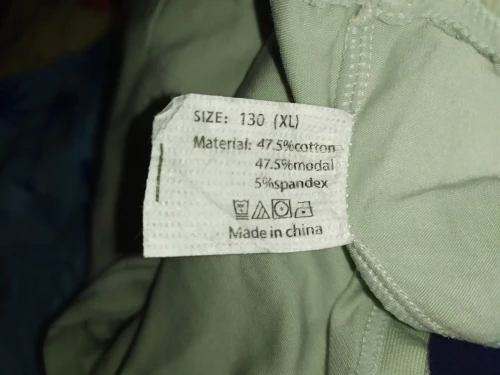 SIZE: 130 (XL)
Material: 47.5%cotton
47.5%modal
5%spandex
Made in china